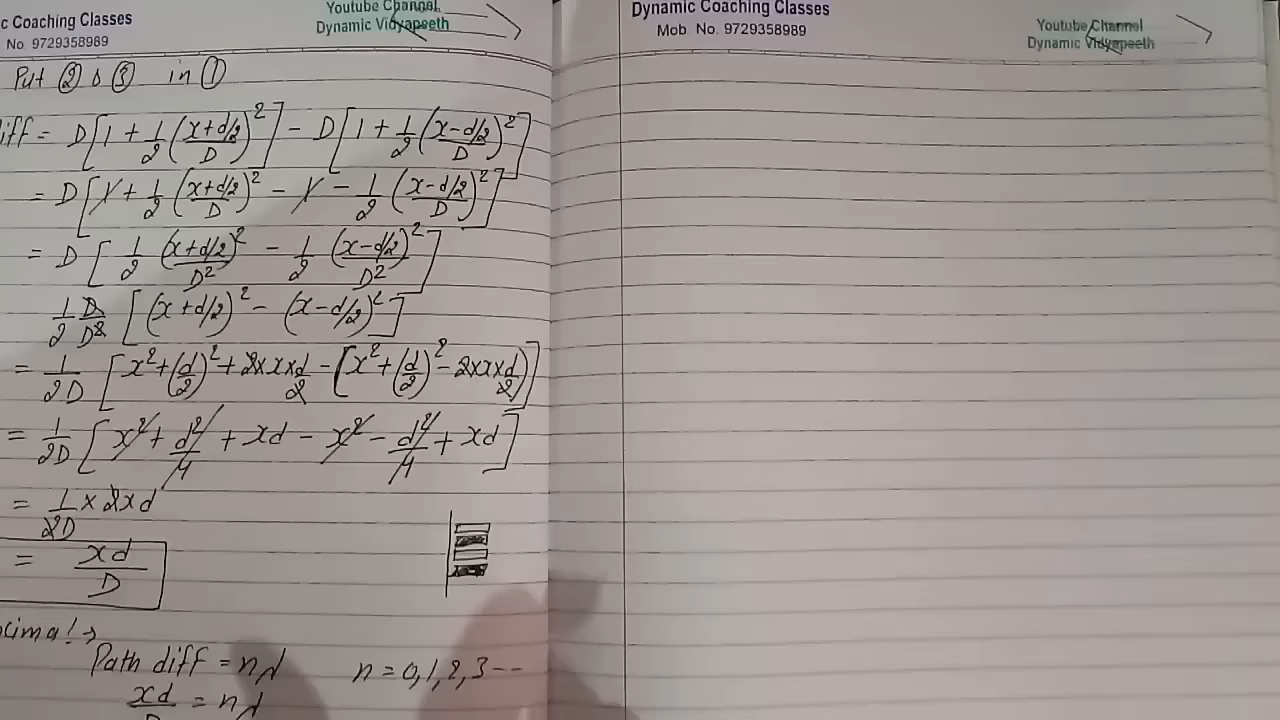 c Coaching Classes
No. 9729358989
Youtube Channel
Dynamic Vidyapeeth
Put ② & ③ in ①
iff = D[1 + 1/2 ((x+d/2)/D)²] - D[1 + 1/2 ((x-d/2)/D)²]
= D[1 + 1/2 ((x+d/2)/D)² - 1 - 1/2 ((x-d/2)/D)²]
= D[1/2 (x+d/2)²/D² - 1/2 (x-d/2)²/D²]
1/2 D/D² [(x+d/2)² - (x-d/2)²]
= 1/2D [x² + (d/2)² + 2×x×d/2 - [x² + (d/2)² - 2×x×d/2)]]
= 1/2D [x² + d²/4 + xd - x² - d²/4 + xd]
= 1/2D × 2xd
= xd/D
xima! →
Path diff = nλ n = 0,1,2,3--
xd/D = nλ
Dynamic Coaching Classes
Mob No. 9729358989
Youtube Channel
Dynamic Vidyapeeth